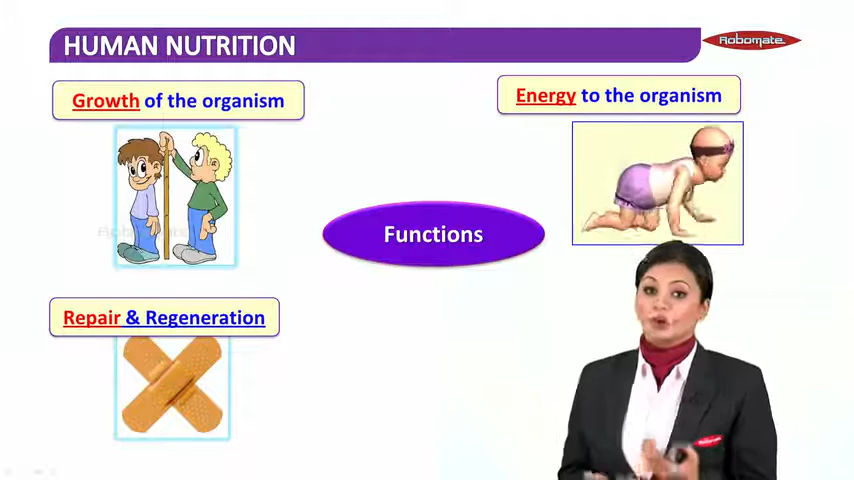 HUMAN NUTRITION
Robomate
Growth of the organism
Energy to the organism
Functions
Repair & Regeneration